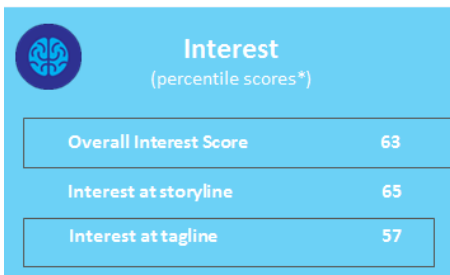 Interest
(percentile scores*)
Overall Interest Score 63
Interest at storyline 65
Interest at tagline 57